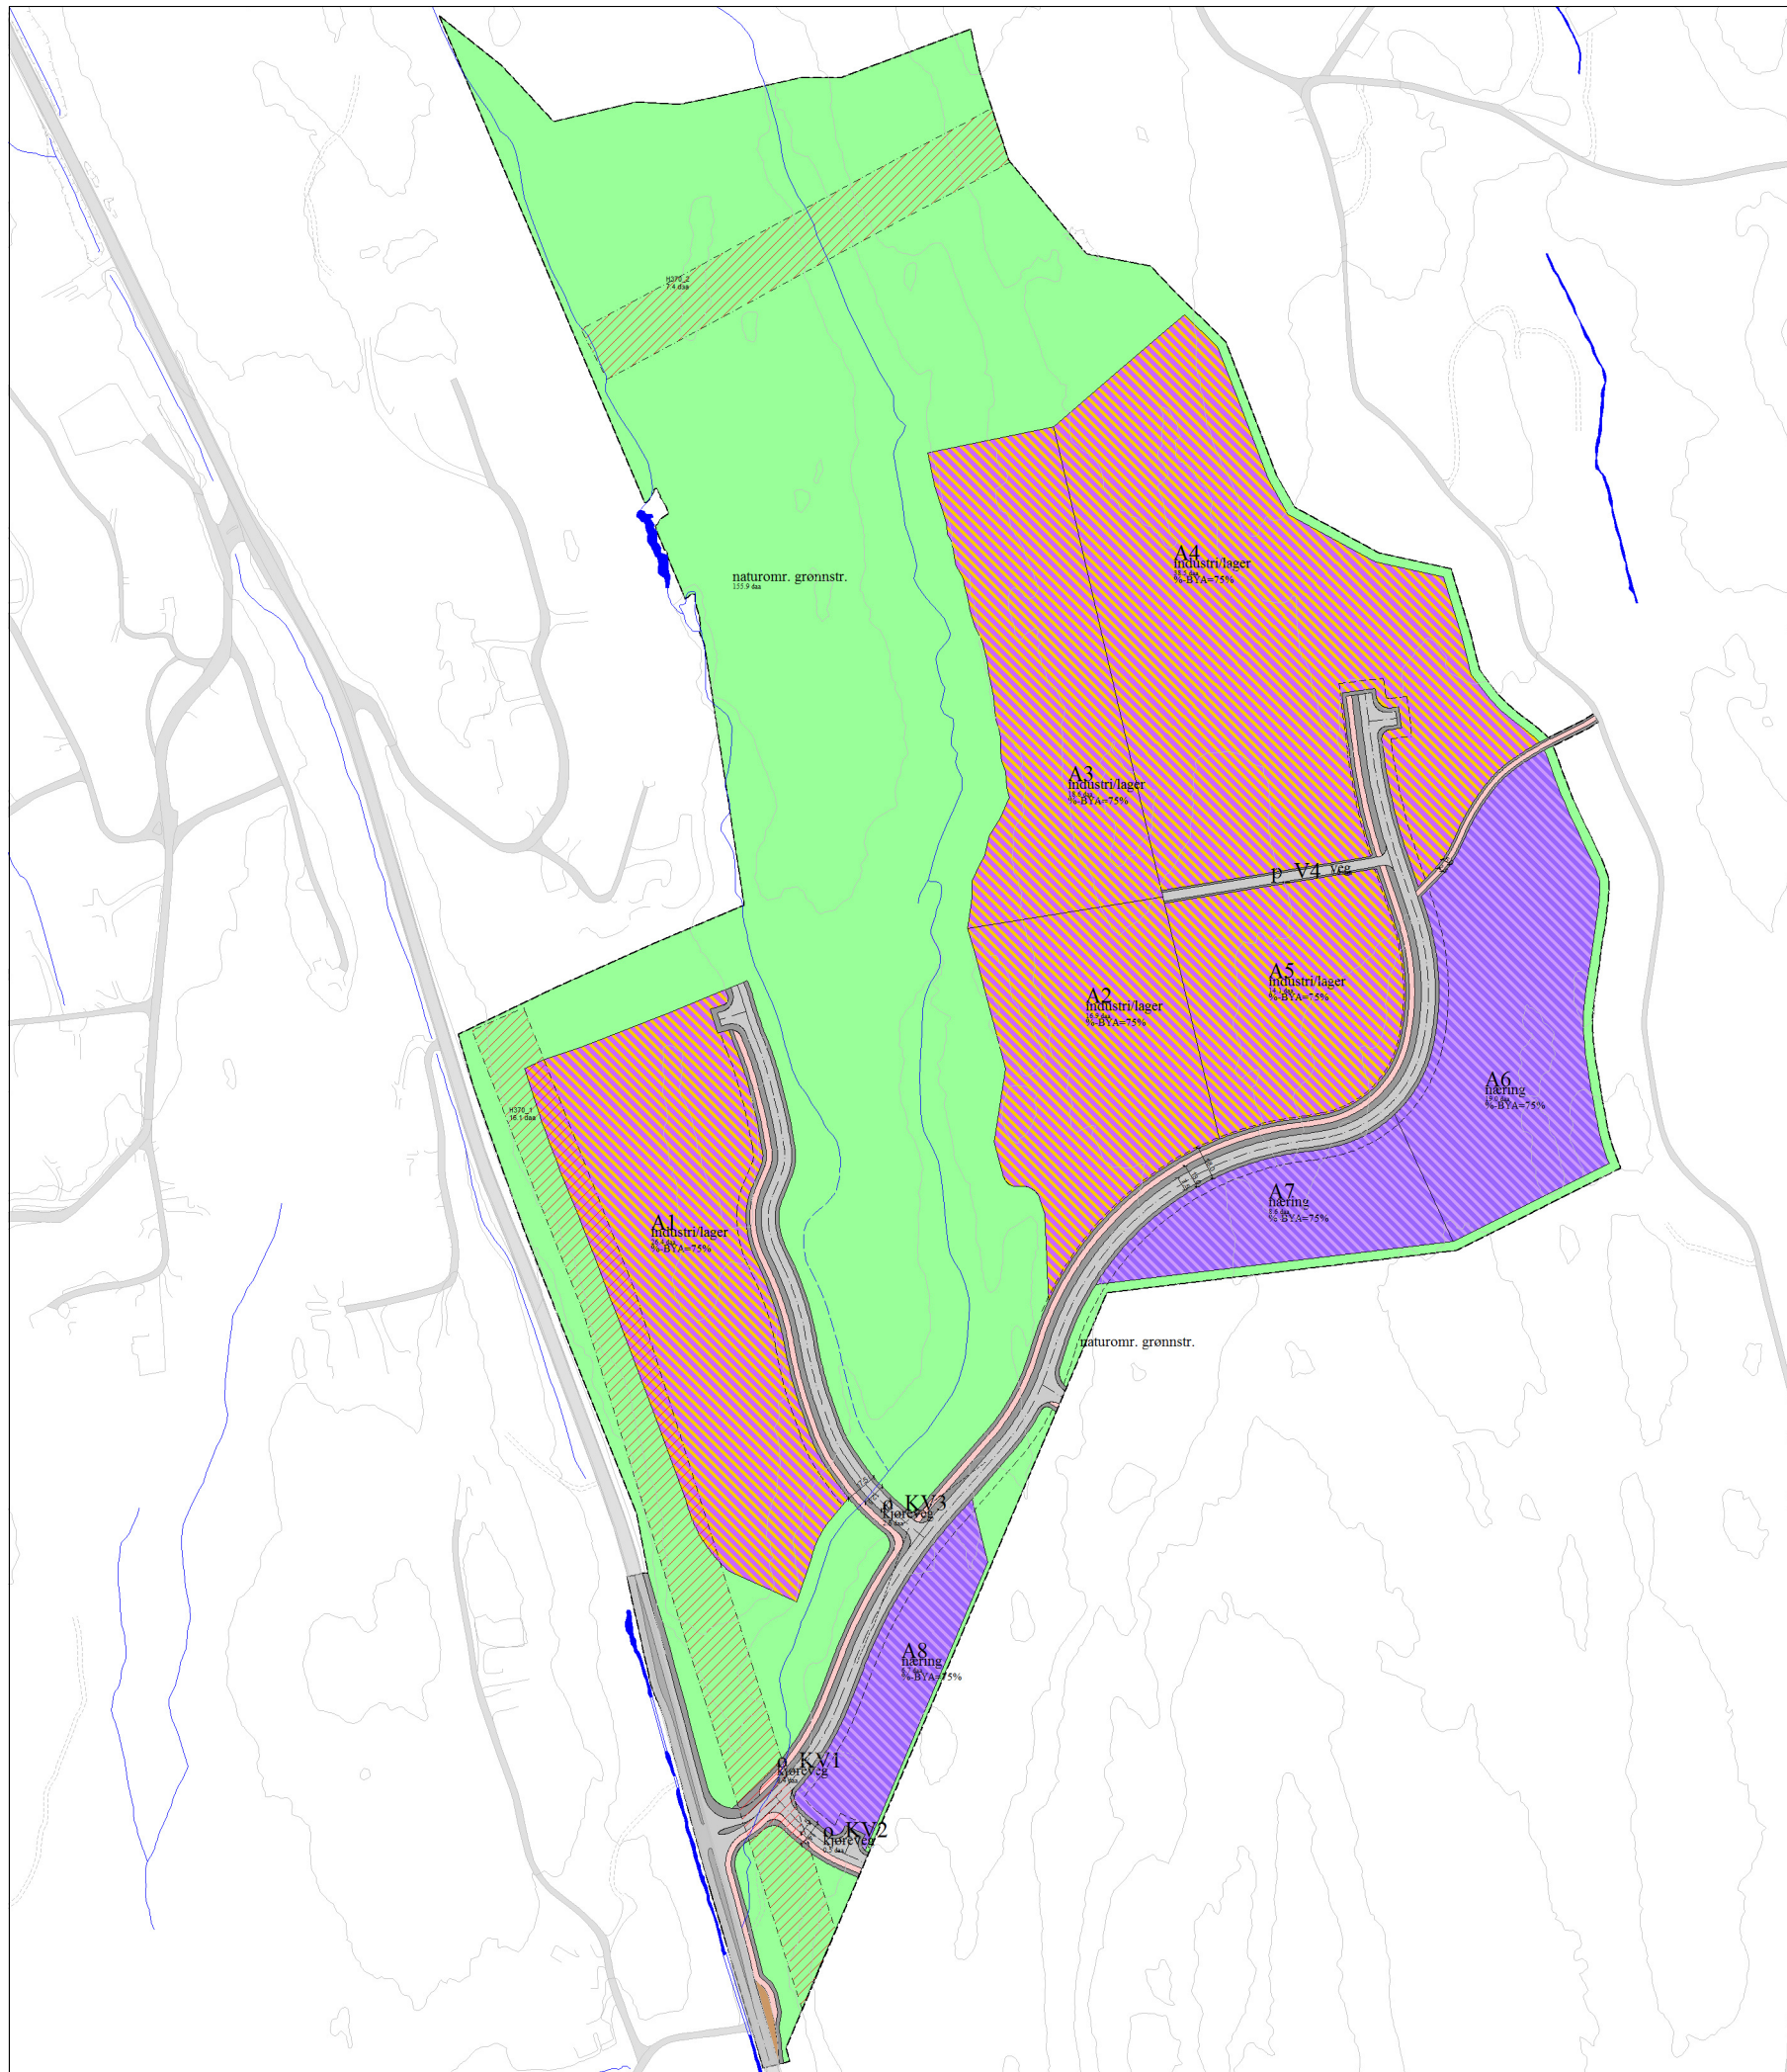 H370_2
7.4 daa
naturomr. grønnstr.
155.9 daa
A4
Industri/lager
%-BYA=75%
A3
Industri/lager
%-BYA=75%
p_V4 veg
A5
Industri/lager
%-BYA=75%
A2
Industri/lager
%-BYA=75%
A6
næring
%-BYA=75%
H370_1
16.1 daa
A7
næring
%-BYA=75%
A1
Industri/lager
%-BYA=75%
naturomr. grønnstr.
o_KV3
kjøreveg
A8
næring
%-BYA=75%
o_KV1
kjøreveg
o_KV2
kjøreveg